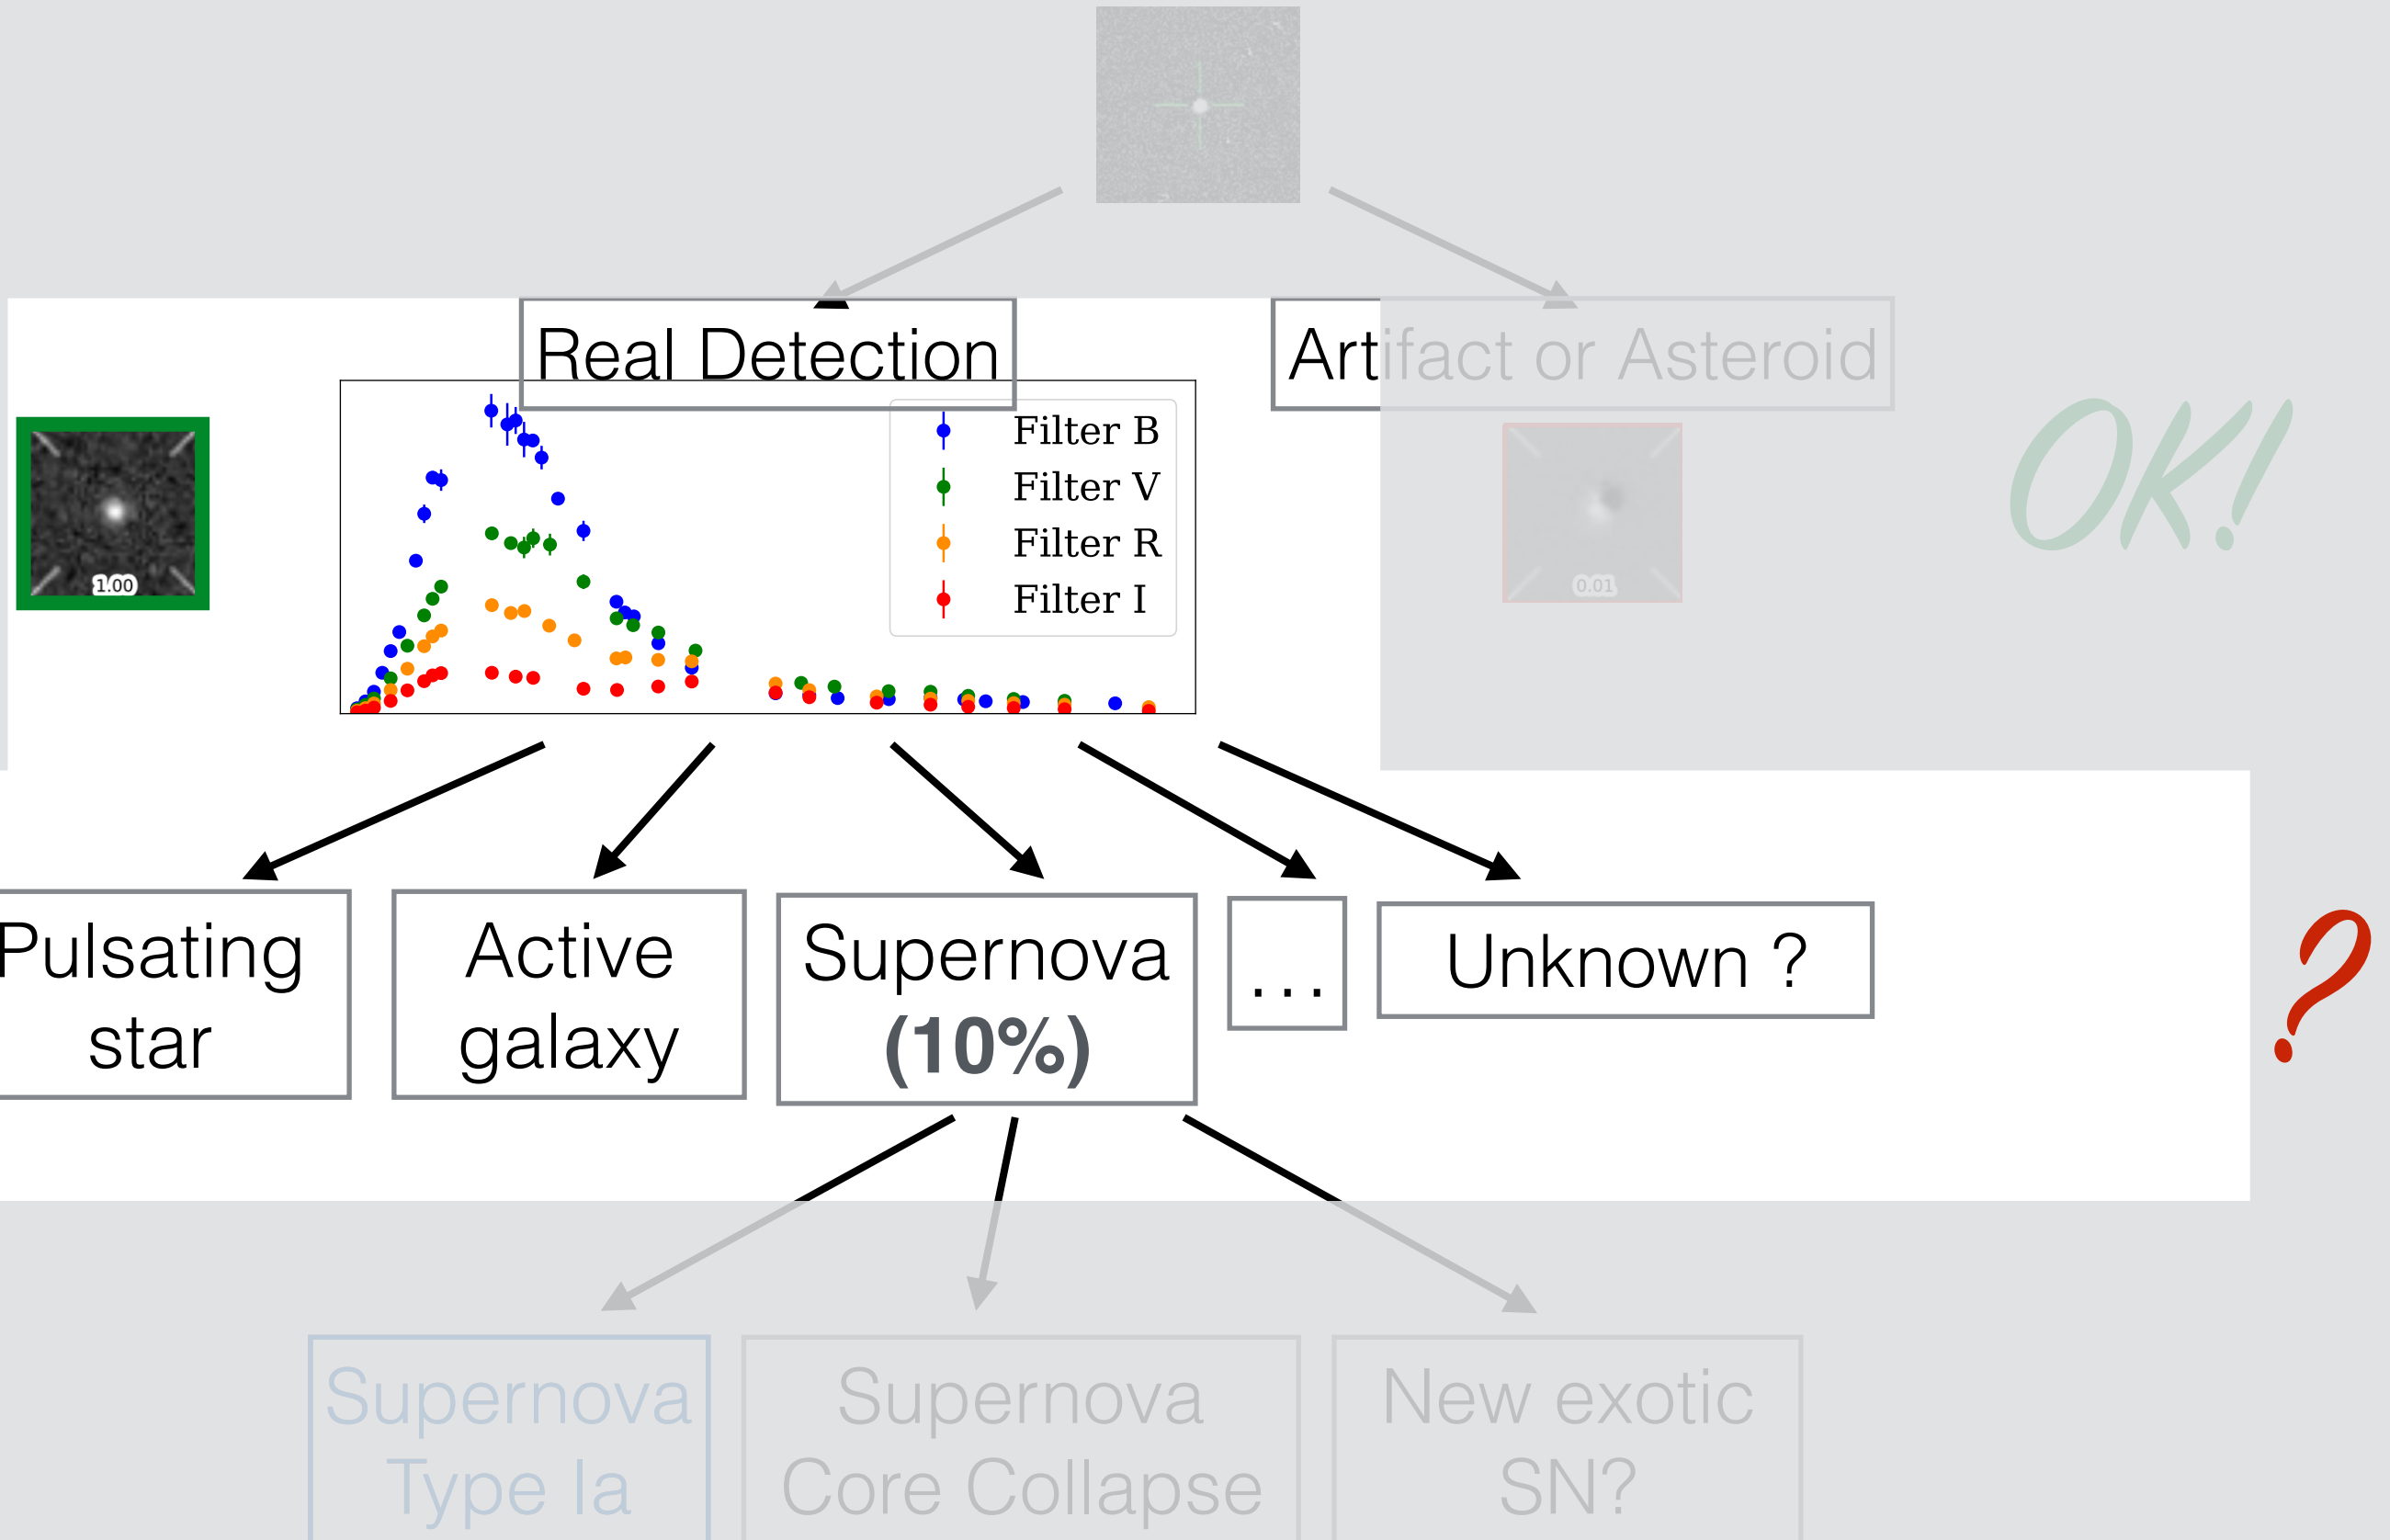 Real Detection
Artifact or Asteroid
OK!
Filter B
Filter V
Filter R
Filter I
1.00
0.01
Pulsating
star
Active
galaxy
Supernova
(10%)
...
Unknown ?
?
Supernova
Type Ia
Supernova
Core Collapse
New exotic
SN?